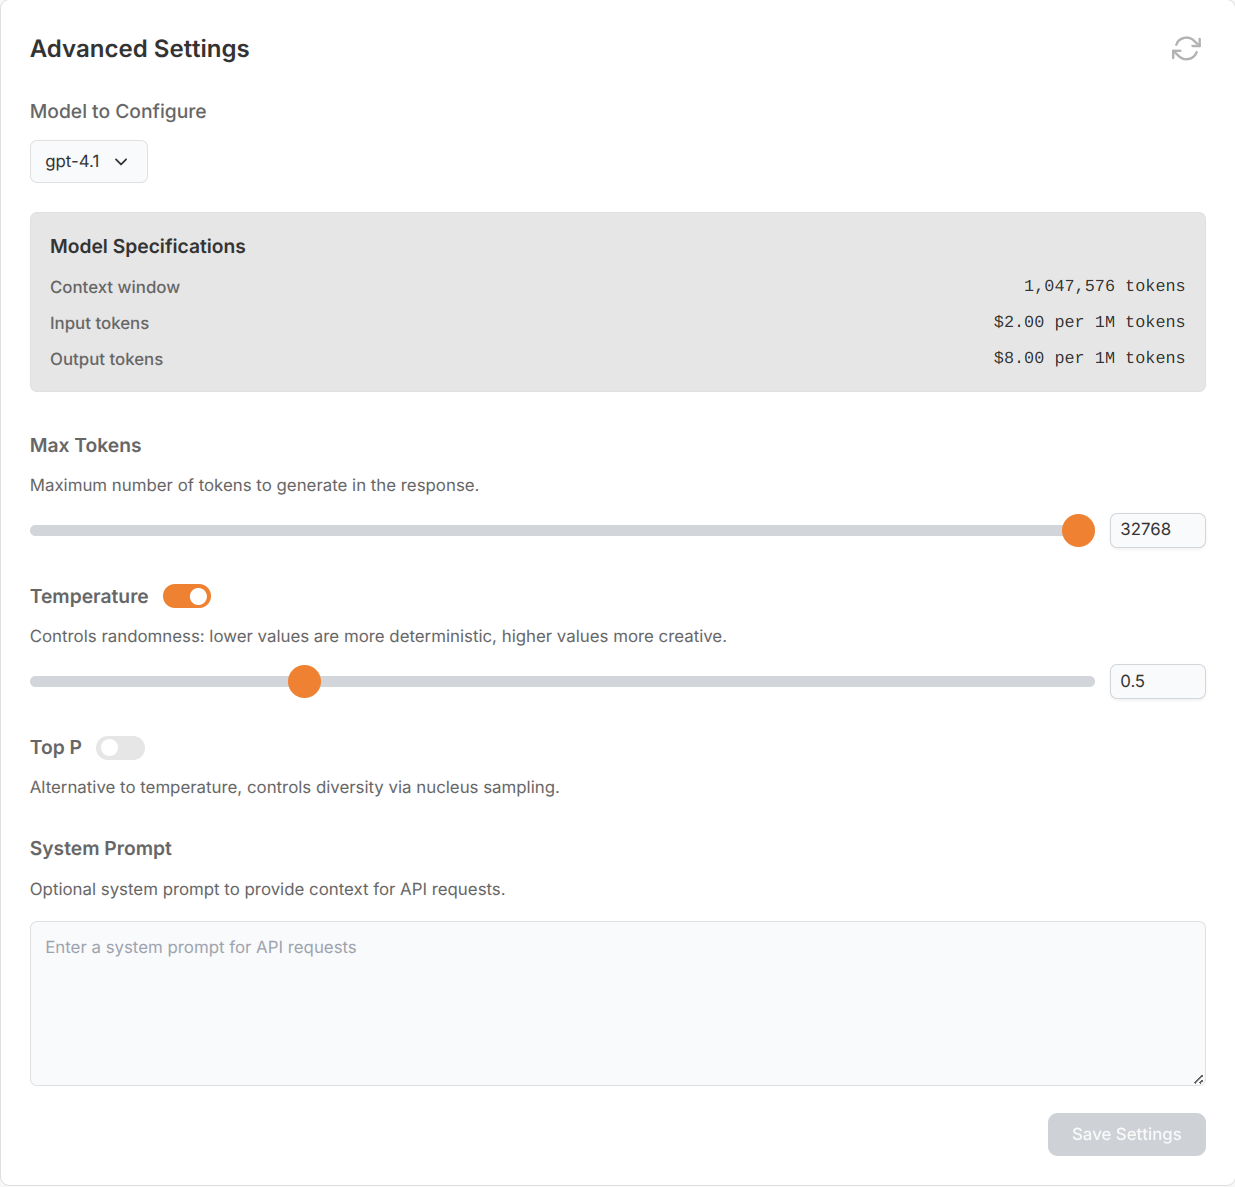 Advanced Settings
Model to Configure
gpt-4.1
Model Specifications
Context window 1,047,576 tokens
Input tokens $2.00 per 1M tokens
Output tokens $8.00 per 1M tokens
Max Tokens
Maximum number of tokens to generate in the response.
32768
Temperature
Controls randomness: lower values are more deterministic, higher values more creative.
0.5
Top P
Alternative to temperature, controls diversity via nucleus sampling.
System Prompt
Optional system prompt to provide context for API requests.
Enter a system prompt for API requests
Save Settings